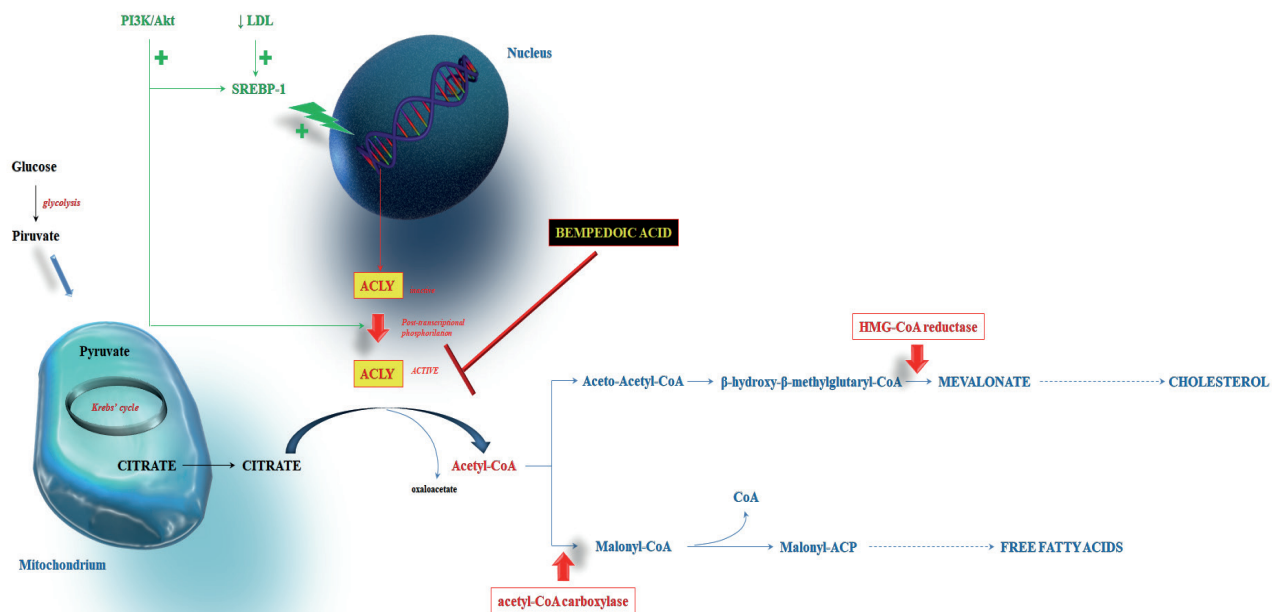 PI3K/Akt
↓ LDL
+
+
SREBP-1
+
Nucleus
Glucose
glycolysis
Piruvate
BEMPEDOIC ACID
ACLY
inactive
Post-transcriptional
phosphorilation
ACLY
ACTIVE
HMG-CoA reductase
Pyruvate
Krebs' cycle
CITRATE
CITRATE
Mitochondrium
oxaloacetate
Acetyl-CoA
Aceto-Acetyl-CoA
β-hydroxy-β-methylglutaryl-CoA
MEVALONATE
CHOLESTEROL
CoA
Malonyl-CoA
Malonyl-ACP
FREE FATTY ACIDS
acetyl-CoA carboxylase